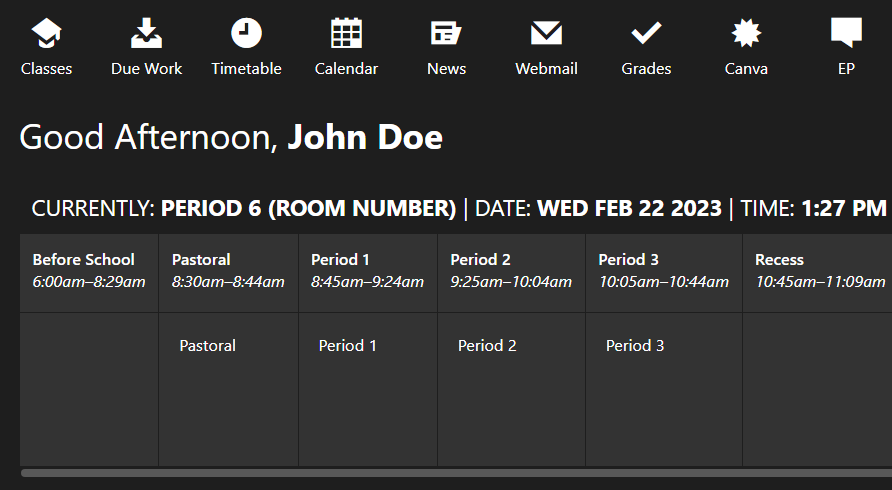 Classes Due Work Timetable Calendar News Webmail Grades Canva EP
Good Afternoon, John Doe
CURRENTLY: PERIOD 6 (ROOM NUMBER) | DATE: WED FEB 22 2023 | TIME: 1:27 PM
Before School Pastoral Period 1 Period 2 Period 3 Recess
6:00am–8:29am 8:30am–8:44am 8:45am–9:24am 9:25am–10:04am 10:05am–10:44am 10:45am–11:09am
Pastoral Period 1 Period 2 Period 3